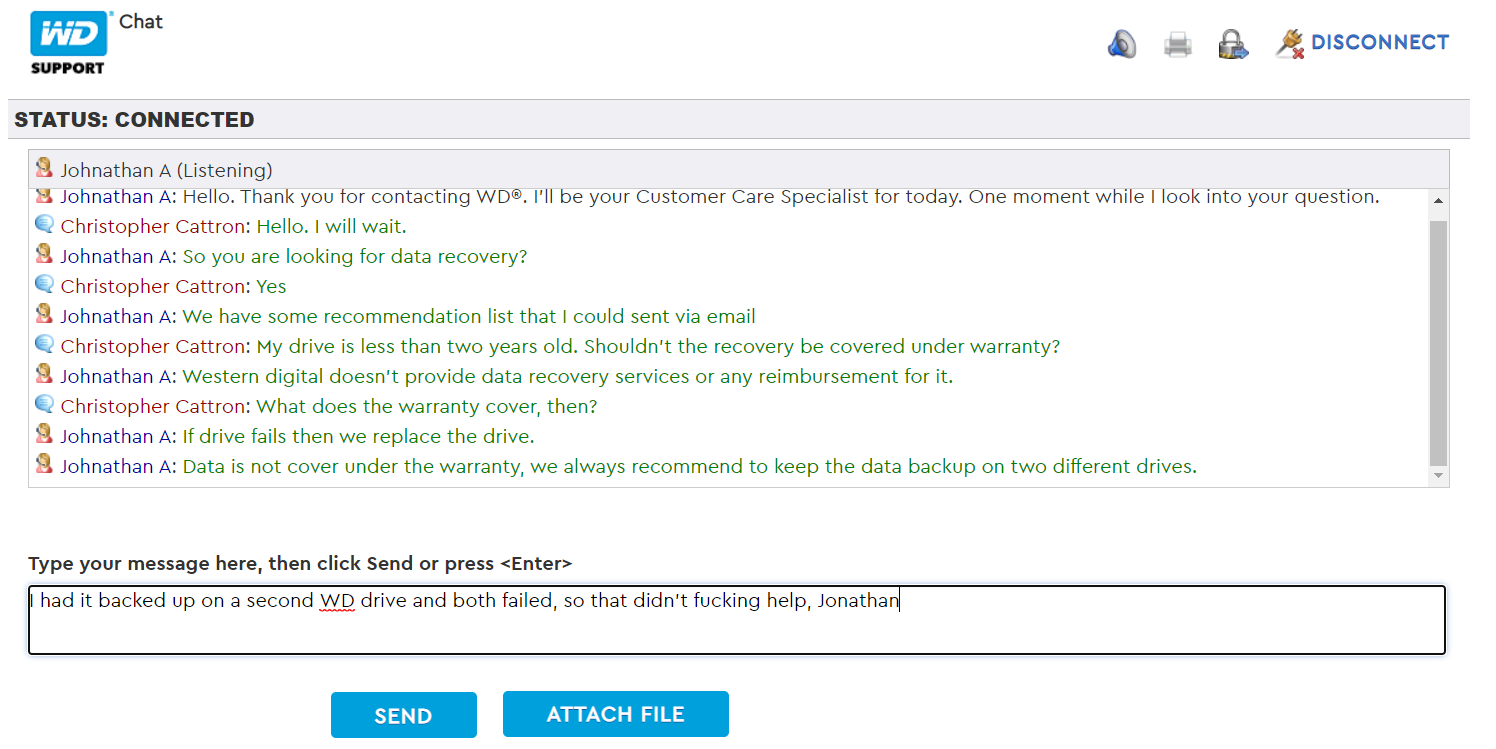 WD
Chat
SUPPORT
DISCONNECT
STATUS: CONNECTED
Johnathan A (Listening)
Johnathan A: Hello. Thank you for contacting WD®. I'll be your Customer Care Specialist for today. One moment while I look into your question.
Christopher Cattron: Hello. I will wait.
Johnathan A: So you are looking for data recovery?
Christopher Cattron: Yes
Johnathan A: We have some recommendation list that I could sent via email
Christopher Cattron: My drive is less than two years old. Shouldn't the recovery be covered under warranty?
Johnathan A: Western digital doesn't provide data recovery services or any reimbursement for it.
Christopher Cattron: What does the warranty cover, then?
Johnathan A: If drive fails then we replace the drive.
Johnathan A: Data is not cover under the warranty, we always recommend to keep the data backup on two different drives.
Type your message here, then click Send or press <Enter>
I had it backed up on a second WD drive and both failed, so that didn't fucking help, Jonathan
SEND
ATTACH FILE